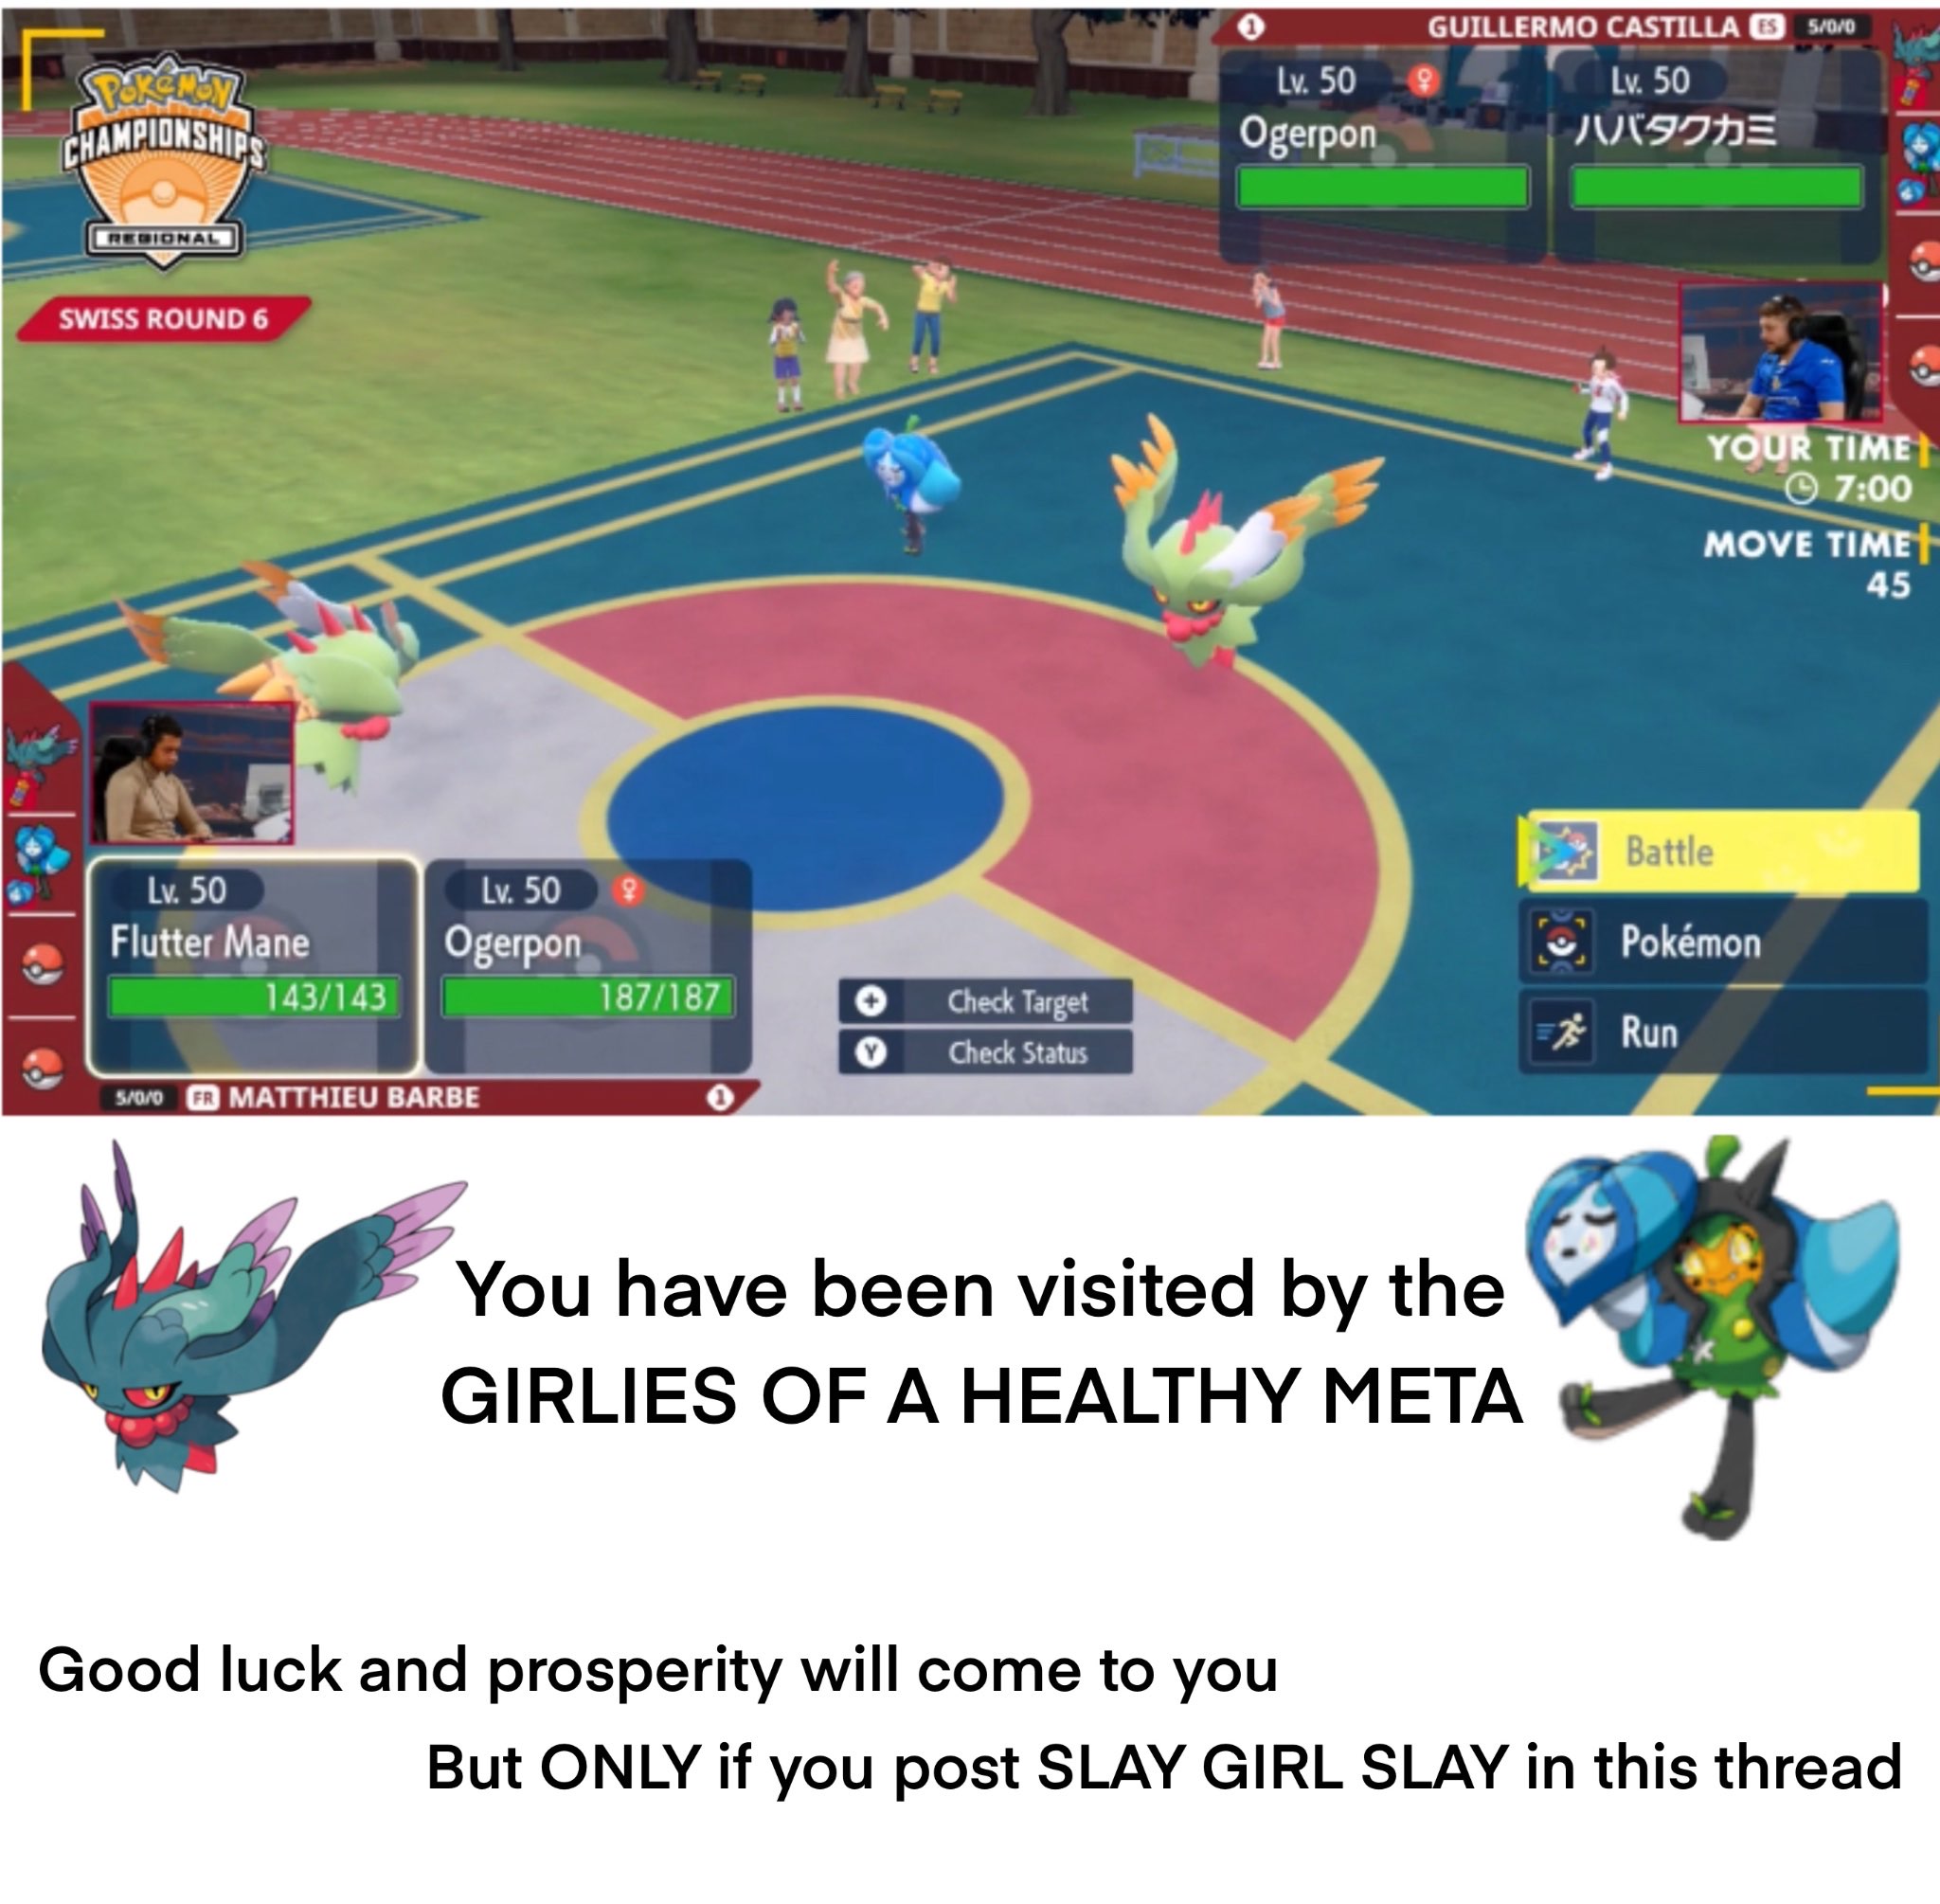 1 GUILLERMO CASTILLA ES 5/0/0
Pokémon
CHAMPIONSHIPS
REGIONAL
SWISS ROUND 6
Lv. 50 ♀
Ogerpon
Lv. 50
ハバタクカミ
YOUR TIME
7:00
MOVE TIME
45
Lv. 50
Flutter Mane
143/143
Lv. 50 ♀
Ogerpon
187/187
+ Check Target
Y Check Status
Battle
Pokémon
Run
5/0/0 FR MATTHIEU BARBE 1
You have been visited by the
GIRLIES OF A HEALTHY META
Good luck and prosperity will come to you
But ONLY if you post SLAY GIRL SLAY in this thread